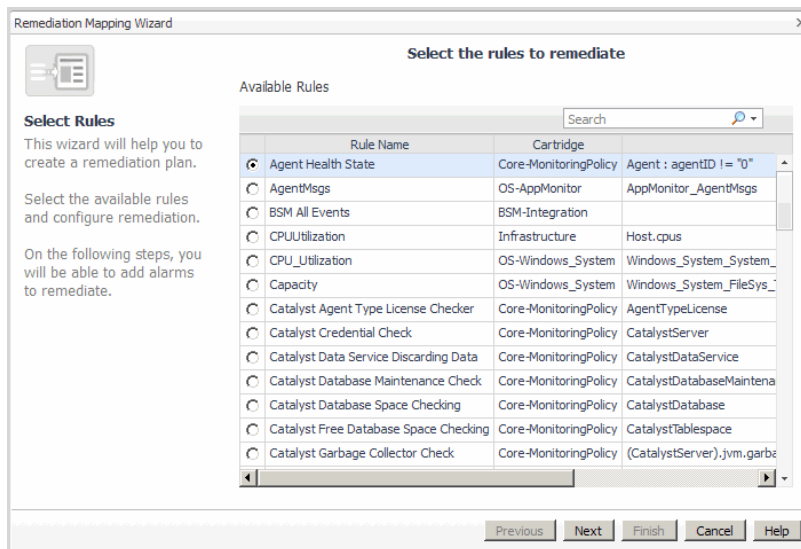 Remediation Mapping Wizard
Select the rules to remediate
Available Rules
Select Rules
This wizard will help you to
create a remediation plan.
Select the available rules
and configure remediation.
On the following steps, you
will be able to add alarms
to remediate.
Search
Rule Name Cartridge
Agent Health State Core-MonitoringPolicy Agent : agentID != "0"
AgentMsgs OS-AppMonitor AppMonitor_AgentMsgs
BSM All Events BSM-Integration
CPUUtilization Infrastructure Host.cpus
CPU_Utilization OS-Windows_System Windows_System_System_
Capacity OS-Windows_System Windows_System_FileSys_
Catalyst Agent Type License Checker Core-MonitoringPolicy AgentTypeLicense
Catalyst Credential Check Core-MonitoringPolicy CatalystServer
Catalyst Data Service Discarding Data Core-MonitoringPolicy CatalystDataService
Catalyst Database Maintenance Check Core-MonitoringPolicy CatalystDatabaseMaintena
Catalyst Database Space Checking Core-MonitoringPolicy CatalystDatabase
Catalyst Free Database Space Checking Core-MonitoringPolicy CatalystTablespace
Catalyst Garbage Collector Check Core-MonitoringPolicy (CatalystServer).jvm.garba
Previous Next Finish Cancel Help